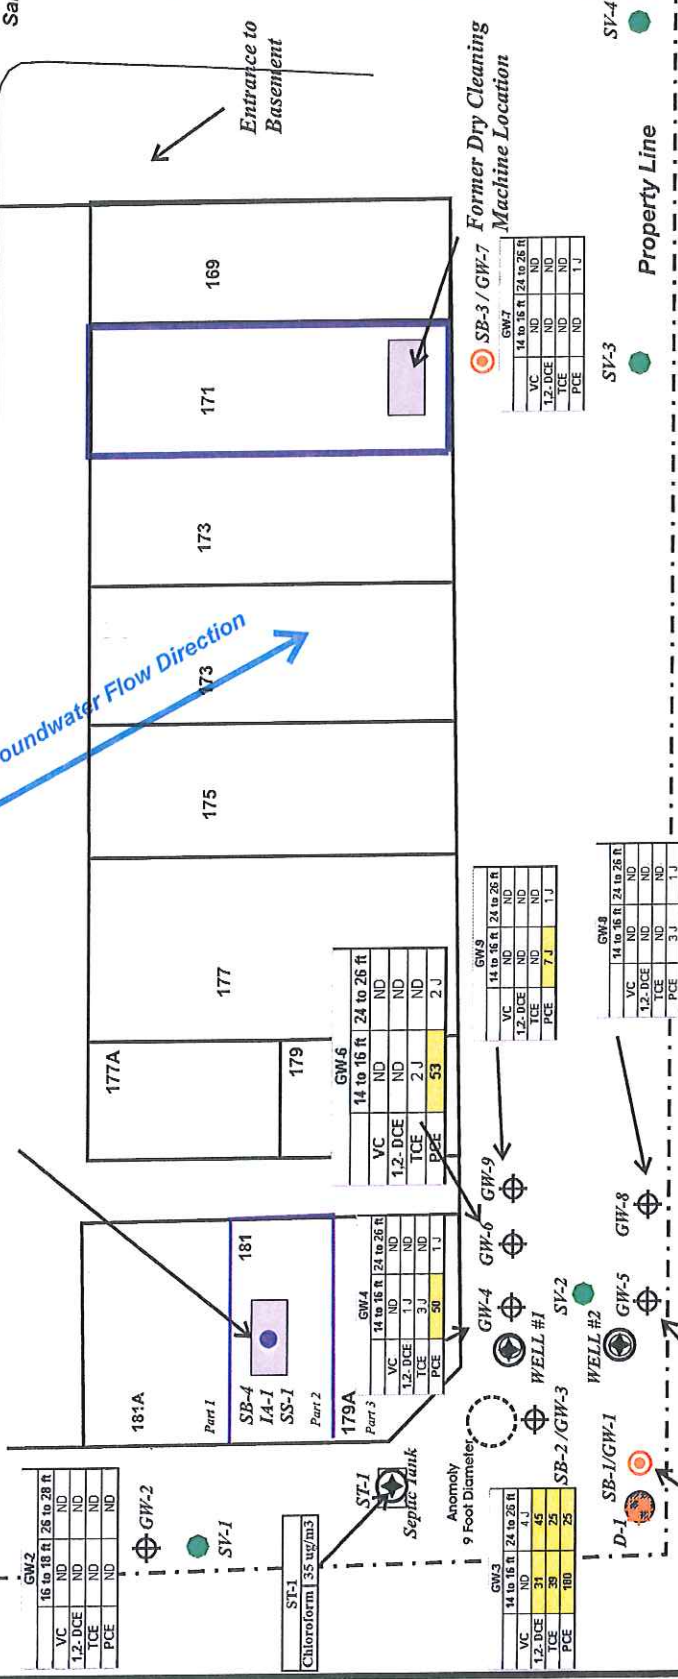 Sa
Entrance to
Basement
SV-4
Former Dry Cleaning
Machine Location
Property Line
169
SB-3 / GW-7
GW-7
14 to 16 ft 24 to 26 ft
VC ND ND
1,2- DCE ND ND
TCE ND ND
PCE ND 1 J
SV-3
171
173
oundwater Flow Direction
173
175
177
177A
179
GW-6
14 to 16 ft 24 to 26 ft
VC ND ND
1,2- DCE ND ND
TCE 2 J ND
PCE 53 2 J
GW-9
14 to 16 ft 24 to 26 ft
VC ND ND
1,2- DCE ND ND
TCE ND ND
PCE 7 J 1 J
GW-8
14 to 16 ft 24 to 26 ft
VC ND ND
1,2- DCE ND ND
TCE ND ND
PCE 3 J 1 J
181
181A
Part 1
SB-4
IA-1
SS-1
Part 2
179A
Part 3
GW-4
14 to 16 ft 24 to 26 ft
VC ND ND
1,2- DCE 1 J ND
TCE 3 J ND
PCE 50 1 J
GW-9
GW-6
GW-4
WELL #1
SV-2
WELL #2
GW-8
GW-5
GW-2
16 to 18 ft 26 to 28 ft
VC ND ND
1,2- DCE ND ND
TCE ND ND
PCE ND ND
GW-2
SV-1
ST-1
Septic Tank
ST-1
Chloroform 35 ug/m3
Anomoly
9 Foot Diameter
SB-2 /GW-3
GW-3
14 to 16 ft 24 to 26 ft
VC ND 4 J
1,2- DCE 31 45
TCE 39 25
PCE 180 25
D-1
SB-1/GW-1